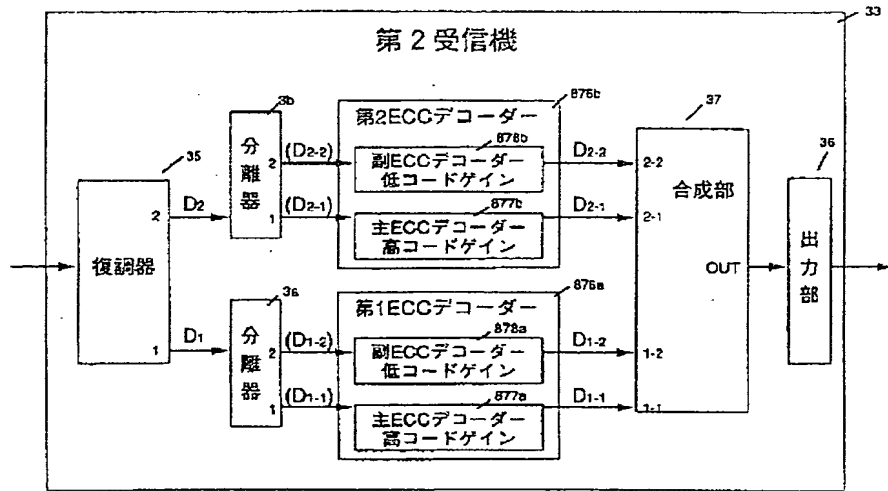 33
第2受信機
876b
3b
第2ECCデコーダー
37
35
分離器
(D2-2)
878b
副ECCデコーダー
低コードゲイン
D2-2
36
2
2-2
D2
(D2-1)
877b
主ECCデコーダー
高コードゲイン
D2-1
合成部
2
1
2-1
復調器
OUT
出力部
3a
876a
第1ECCデコーダー
分離器
D1
(D1-2)
878a
副ECCデコーダー
低コードゲイン
D1-2
1
2
1-2
(D1-1)
877a
主ECCデコーダー
高コードゲイン
D1-1
1
1-1